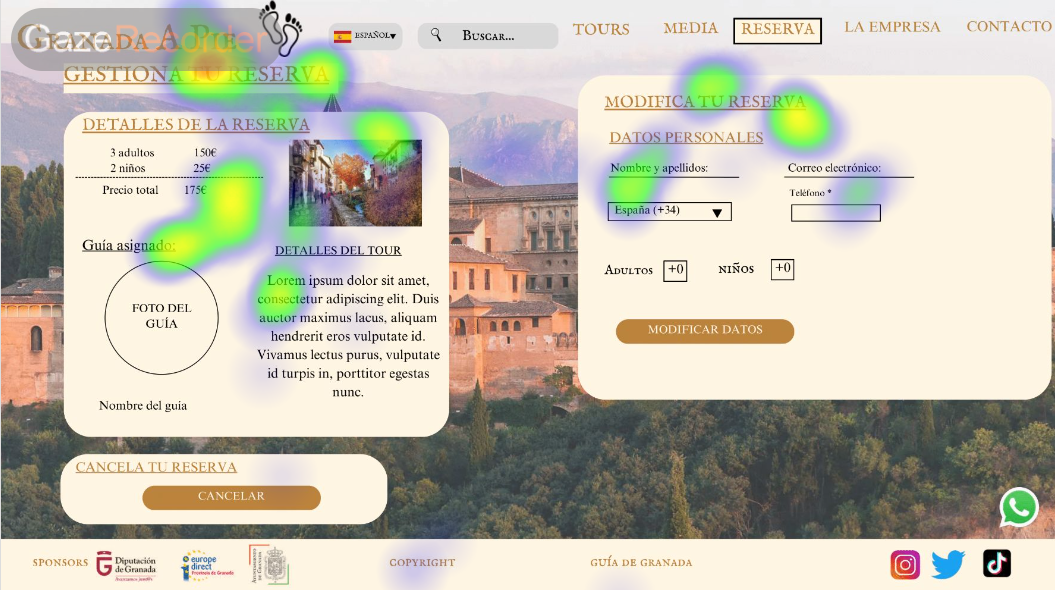 Gaze Recorder
Granada A Pie
ESPAÑOL
Buscar...
TOURS
MEDIA
RESERVA
LA EMPRESA
CONTACTO
GESTIONA TU RESERVA
DETALLES DE LA RESERVA
3 adultos 150€
2 niños 25€
Precio total 175€
Guía asignado:
FOTO DEL
GUÍA
Nombre del guía
DETALLES DEL TOUR
Lorem ipsum dolor sit amet,
consectetur adipiscing elit. Duis
auctor maximus lacus, aliquam
hendrerit eros vulputate id.
Vivamus lectus purus, vulputate
id turpis in, porttitor egestas
nunc.
CANCELA TU RESERVA
CANCELAR
MODIFICA TU RESERVA
DATOS PERSONALES
Nombre y apellidos:
Correo electrónico:
España (+34)
Teléfono *
Adultos +0
niños +0
MODIFICAR DATOS
SPONSORS
Diputación
de Granada
europe
direct
Provincia de Granada
COPYRIGHT
GUÍA DE GRANADA